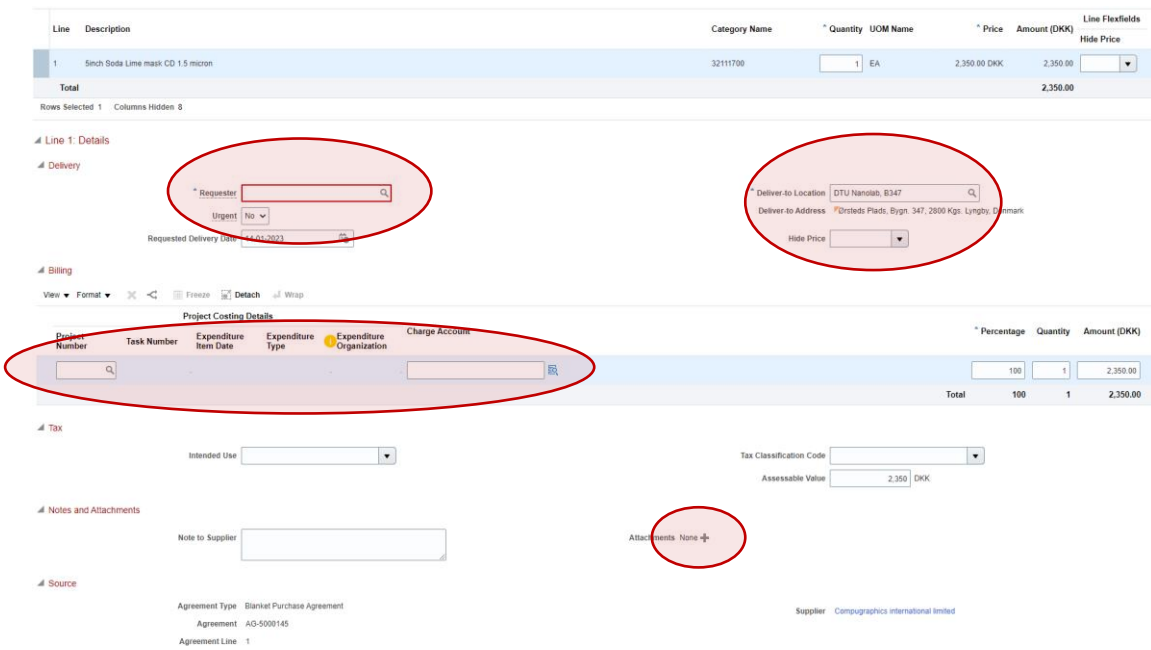 Line Description Category Name * Quantity UOM Name * Price Amount (DKK) Line Flexfields
Hide Price
1 5inch Soda Lime mask CD 1.5 micron 32111700 1 EA 2,350.00 DKK 2,350.00
Total 2,350.00
Rows Selected 1 Columns Hidden 8
Line 1: Details
Delivery
* Requester
Urgent No
Requested Delivery Date 14-01-2023
* Deliver-to Location DTU Nanolab, B347
Deliver-to Address Ørsteds Plads, Bygn. 347, 2800 Kgs. Lyngby, Denmark
Hide Price
Billing
View Format Freeze Detach Wrap
Project Costing Details
Project Number Task Number Expenditure Item Date Expenditure Type Expenditure Organization Charge Account * Percentage Quantity Amount (DKK)
100 1 2,350.00
Total 100 1 2,350.00
Tax
Intended Use
Tax Classification Code
Assessable Value 2,350 DKK
Notes and Attachments
Note to Supplier
Attachments None
Source
Agreement Type Blanket Purchase Agreement
Agreement AG-5000145
Agreement Line 1
Supplier Compugraphics international limited